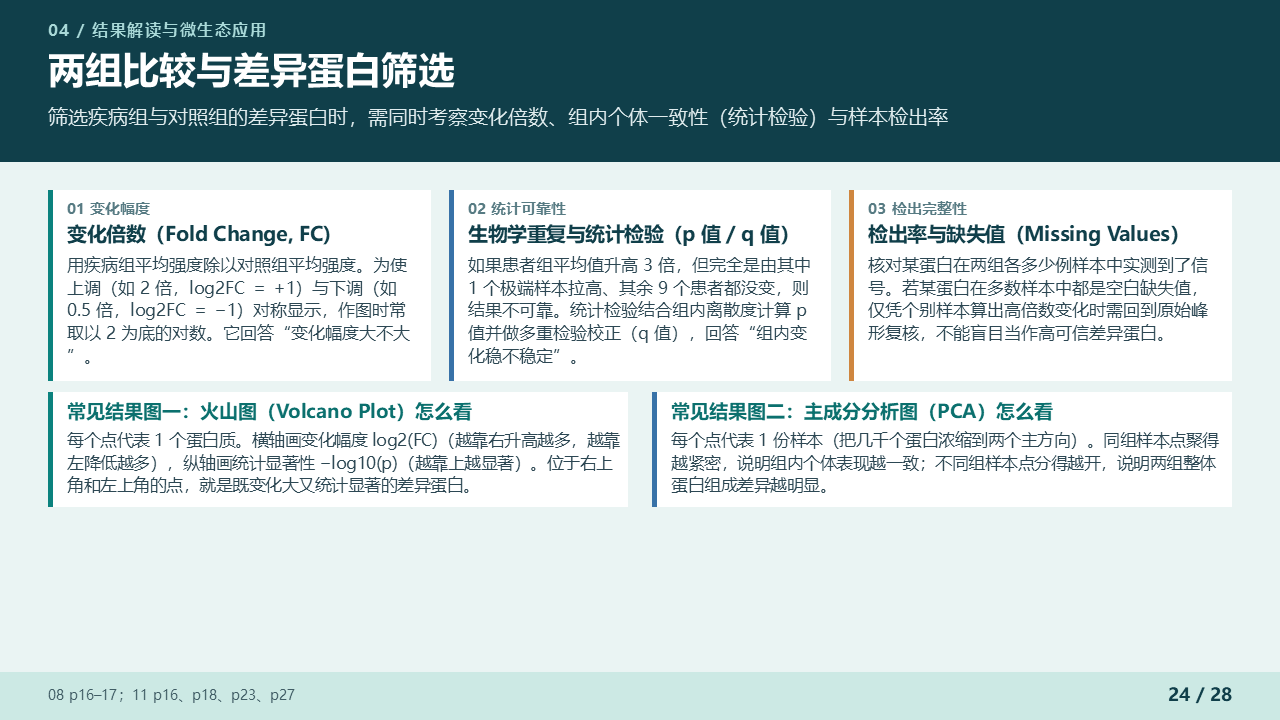 04 / 结果解读与微生态应用
两组比较与差异蛋白筛选
筛选疾病组与对照组的差异蛋白时，需同时考察变化倍数、组内个体一致性（统计检验）与样本检出率
01 变化幅度
变化倍数（Fold Change, FC）
用疾病组平均强度除以对照组平均强度。为使
上调（如 2 倍，log2FC = +1）与下调（如
0.5 倍，log2FC = −1）对称显示，作图时常
取以 2 为底的对数。它回答“变化幅度大不大
”。
02 统计可靠性
生物学重复与统计检验（p 值 / q 值）
如果患者组平均值升高 3 倍，但完全是由其中
1 个极端样本拉高、其余 9 个患者都没变，则
结果不可靠。统计检验结合组内离散度计算 p
值并做多重检验校正（q 值），回答“组内变
化稳不稳定”。
03 检出完整性
检出率与缺失值（Missing Values）
核对某蛋白在两组各多少例样本中实测到了信
号。若某蛋白在多数样本中都是空白缺失值，
仅凭个别样本算出高倍数变化时需回到原始峰
形复核，不能盲目当作高可信差异蛋白。
常见结果图一：火山图（Volcano Plot）怎么看
每个点代表 1 个蛋白质。横轴画变化幅度 log2(FC)（越靠右升高越多，越靠
左降低越多），纵轴画统计显著性 −log10(p)（越靠上越显著）。位于右上
角和左上角的点，就是既变化大又统计显著的差异蛋白。
常见结果图二：主成分分析图（PCA）怎么看
每个点代表 1 份样本（把几千个蛋白浓缩到两个主方向）。同组样本点聚得
越紧密，说明组内个体表现越一致；不同组样本点分得越开，说明两组整体
蛋白组成差异越明显。
08 p16–17；11 p16、p18、p23、p27
24 / 28